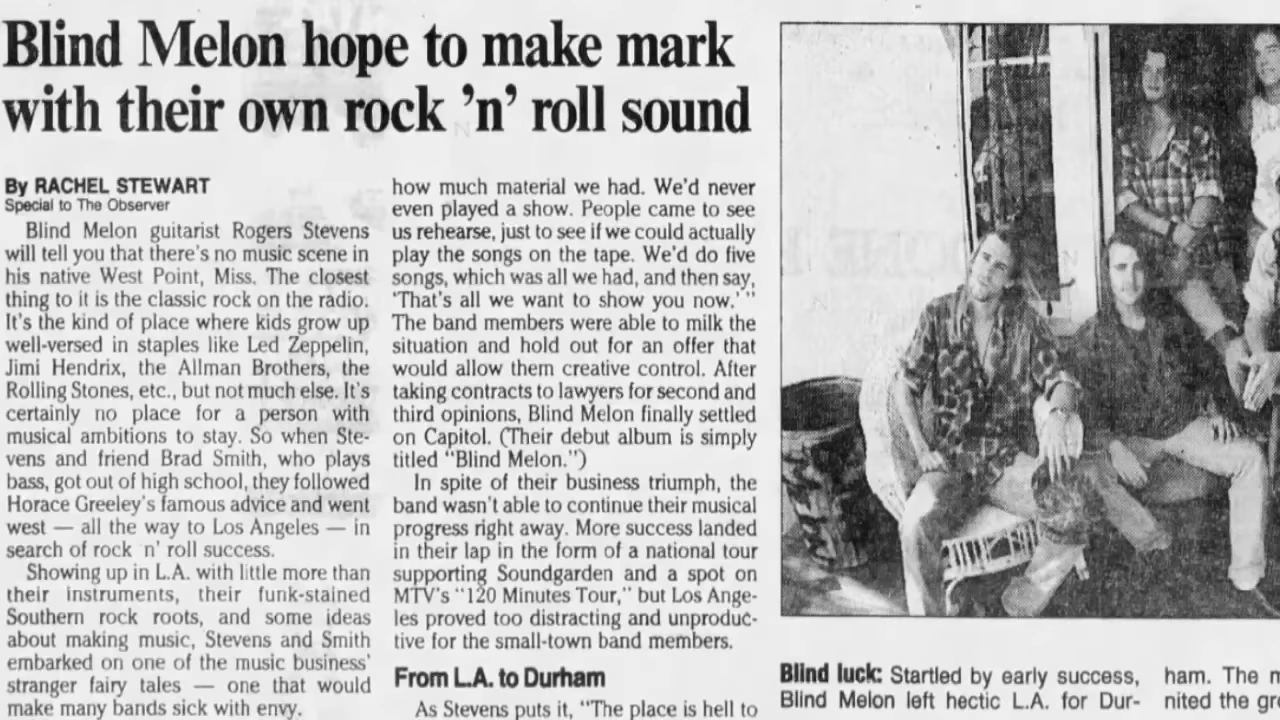 Blind Melon hope to make mark
with their own rock 'n' roll sound
By RACHEL STEWART
Special to The Observer
Blind Melon guitarist Rogers Stevens
will tell you that there's no music scene in
his native West Point, Miss. The closest
thing to it is the classic rock on the radio.
It's the kind of place where kids grow up
well-versed in staples like Led Zeppelin,
Jimi Hendrix, the Allman Brothers, the
Rolling Stones, etc., but not much else. It's
certainly no place for a person with
musical ambitions to stay. So when Ste-
vens and friend Brad Smith, who plays
bass, got out of high school, they followed
Horace Greeley's famous advice and went
west — all the way to Los Angeles — in
search of rock 'n' roll success.
Showing up in L.A. with little more than
their instruments, their funk-stained
Southern rock roots, and some ideas
about making music, Stevens and Smith
embarked on one of the music business'
stranger fairy tales — one that would
make many bands sick with envy.
how much material we had. We'd never
even played a show. People came to see
us rehearse, just to see if we could actually
play the songs on the tape. We'd do five
songs, which was all we had, and then say,
'That's all we want to show you now.' "
The band members were able to milk the
situation and hold out for an offer that
would allow them creative control. After
taking contracts to lawyers for second and
third opinions, Blind Melon finally settled
on Capitol. (Their debut album is simply
titled "Blind Melon.")
In spite of their business triumph, the
band wasn't able to continue their musical
progress right away. More success landed
in their lap in the form of a national tour
supporting Soundgarden and a spot on
MTV's "120 Minutes Tour," but Los Ange-
les proved too distracting and unproduc-
tive for the small-town band members.
From L.A. to Durham
As Stevens puts it, "The place is hell to
Blind luck: Startled by early success,
Blind Melon left hectic L.A. for Dur-
ham. The m
nited the gr